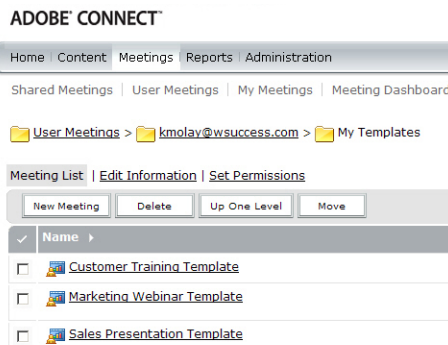 ADOBE® CONNECT™
Home | Content | Meetings | Reports | Administration
Shared Meetings | User Meetings | My Meetings | Meeting Dashboard
User Meetings > kmolay@wsuccess.com > My Templates
Meeting List | Edit Information | Set Permissions
New Meeting Delete Up One Level Move
Name
Customer Training Template
Marketing Webinar Template
Sales Presentation Template